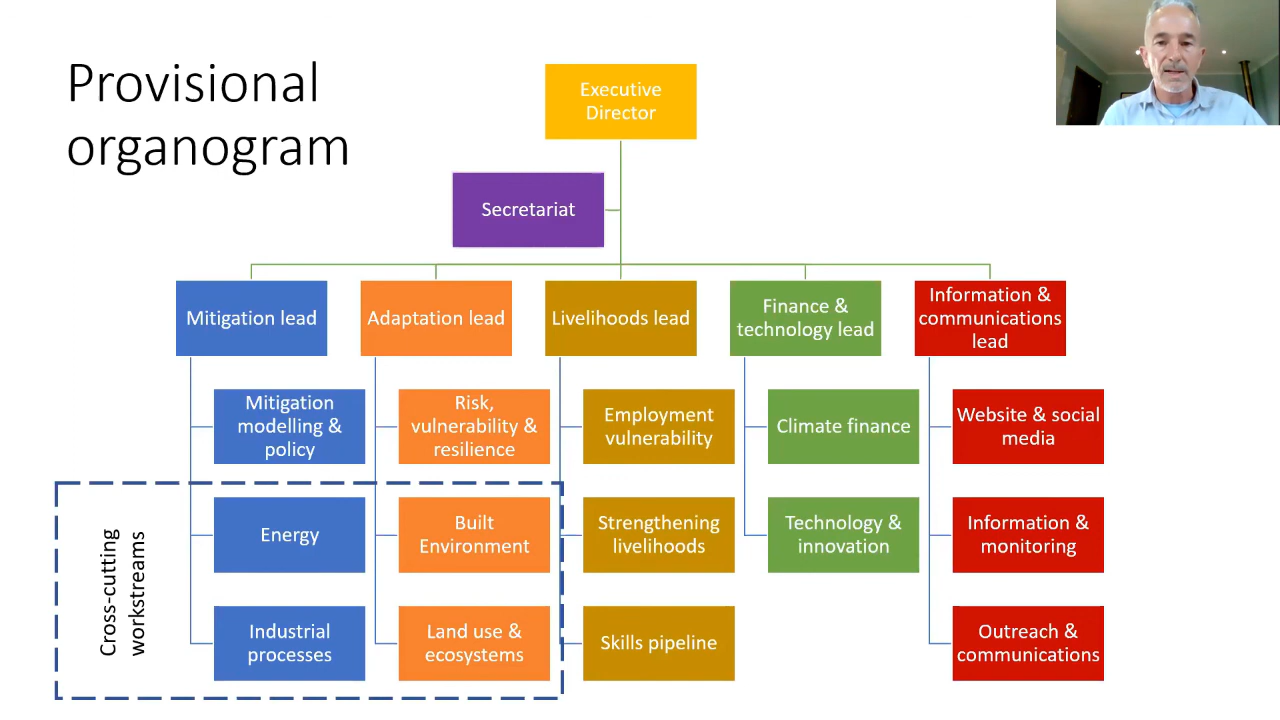 Provisional
organogram
Executive
Director
Secretariat
Mitigation lead
Adaptation lead
Livelihoods lead
Finance &
technology lead
Information &
communications
lead
Mitigation
modelling &
policy
Risk,
vulnerability &
resilience
Employment
vulnerability
Climate finance
Website & social
media
Cross-cutting
workstreams
Energy
Built
Environment
Strengthening
livelihoods
Technology &
innovation
Information &
monitoring
Industrial
processes
Land use &
ecosystems
Skills pipeline
Outreach &
communications